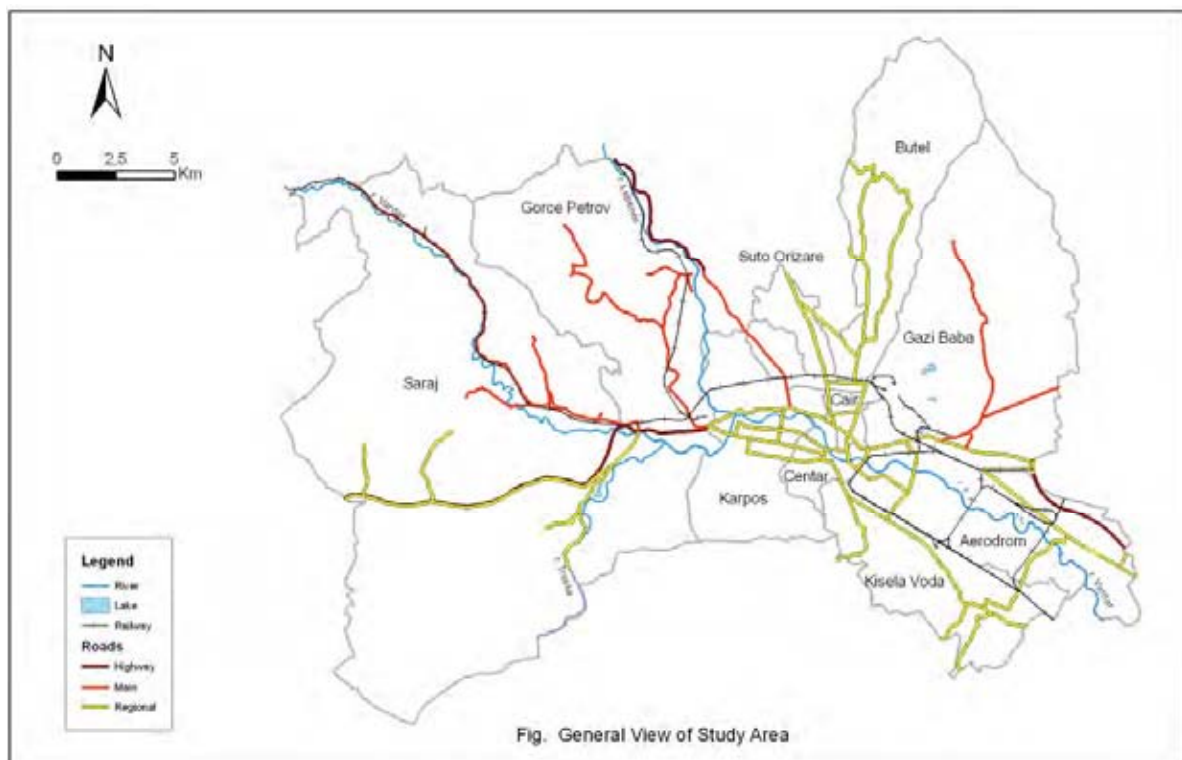 N
0 2,5 5
Km
Butel
Gorce Petrov
Suto Orizare
Gazi Baba
Saraj
Cair
Centar
Karpos
Aerodrom
Kisela Voda
Legend
River
Lake
Railway
Roads
Highway
Main
Regional
Fig. General View of Study Area